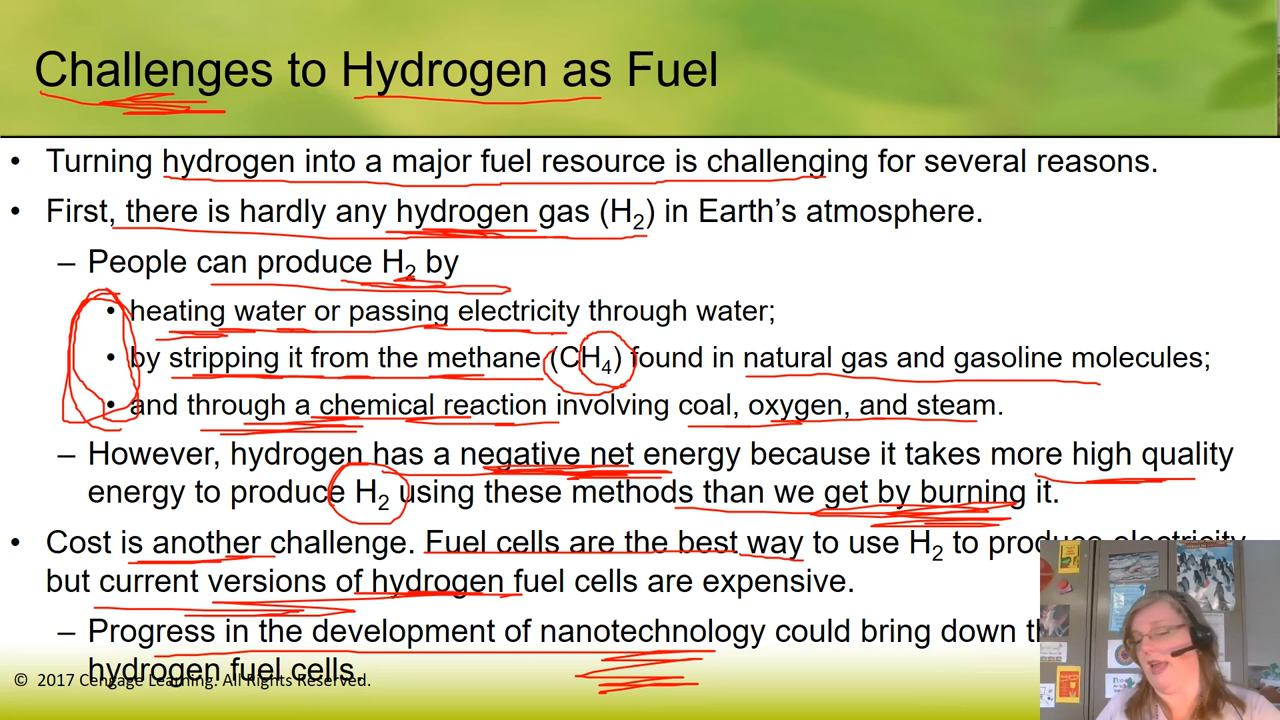 Challenges to Hydrogen as Fuel
• Turning hydrogen into a major fuel resource is challenging for several reasons.
• First, there is hardly any hydrogen gas (H₂) in Earth's atmosphere.
– People can produce H₂ by
• heating water or passing electricity through water;
• by stripping it from the methane (CH₄) found in natural gas and gasoline molecules;
• and through a chemical reaction involving coal, oxygen, and steam.
– However, hydrogen has a negative net energy because it takes more high quality
energy to produce H₂ using these methods than we get by burning it.
• Cost is another challenge. Fuel cells are the best way to use H₂ to produce electricity,
but current versions of hydrogen fuel cells are expensive.
– Progress in the development of nanotechnology could bring down
hydrogen fuel cells.
© 2017 Cengage Learning. All Rights Reserved.